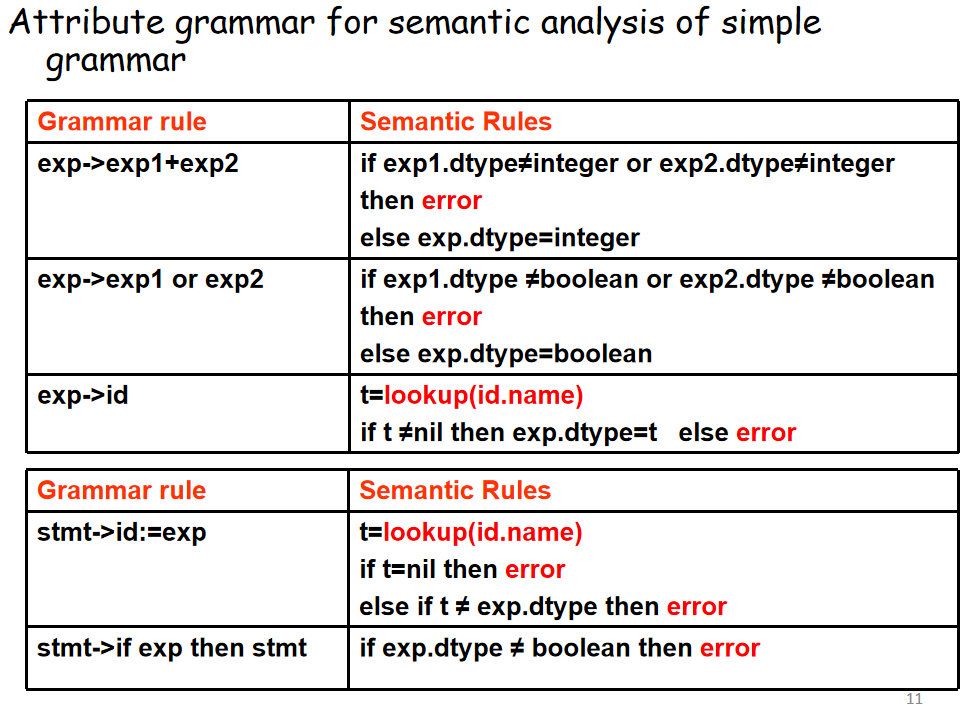 Attribute grammar for semantic analysis of simple
grammar
Grammar rule
Semantic Rules
exp->exp1+exp2
if exp1.dtype≠integer or exp2.dtype≠integer
then error
else exp.dtype=integer
exp->exp1 or exp2
if exp1.dtype ≠boolean or exp2.dtype ≠boolean
then error
else exp.dtype=boolean
exp->id
t=lookup(id.name)
if t ≠nil then exp.dtype=t else error
Grammar rule
Semantic Rules
stmt->id:=exp
t=lookup(id.name)
if t=nil then error
else if t ≠ exp.dtype then error
stmt->if exp then stmt
if exp.dtype ≠ boolean then error
11